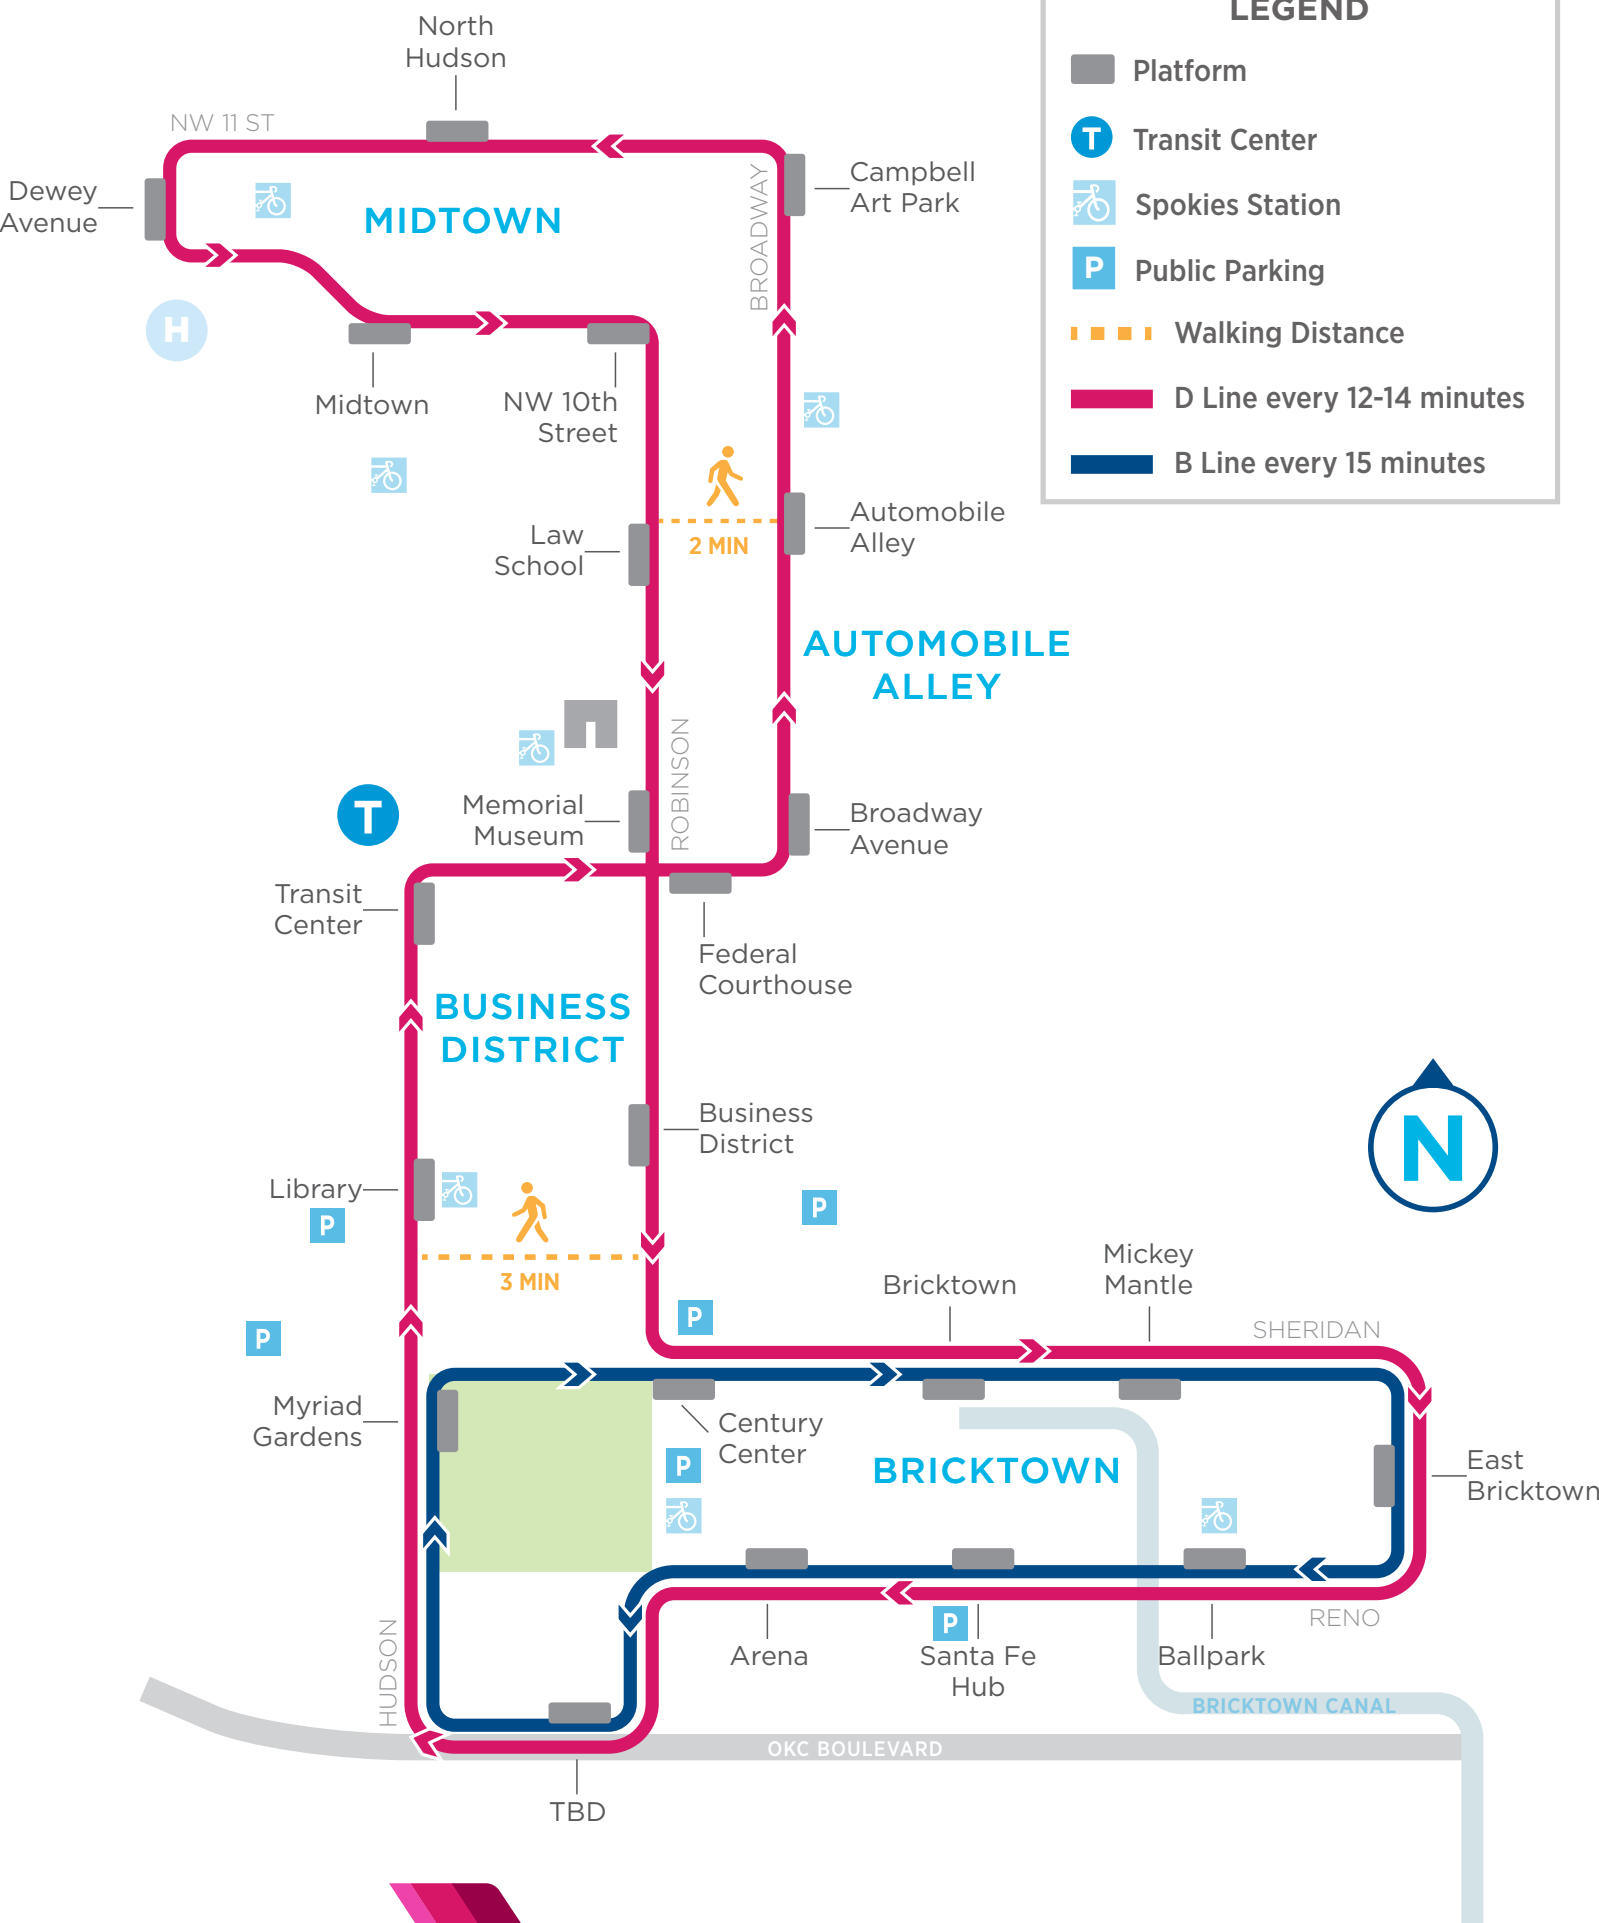 LEGEND
Platform
T
Transit Center
Spokies Station
P
Public Parking
Walking Distance
D Line every 12-14 minutes
B Line every 15 minutes
North
Hudson
NW 11 ST
Dewey
Avenue
MIDTOWN
BROADWAY
Campbell
Art Park
H
Midtown
NW 10th
Street
Law
School
2 MIN
Automobile
Alley
AUTOMOBILE
ALLEY
ROBINSON
T
Memorial
Museum
Broadway
Avenue
Transit
Center
Federal
Courthouse
BUSINESS
DISTRICT
Business
District
N
Library
P
P
3 MIN
Bricktown
Mickey
Mantle
P
P
SHERIDAN
Myriad
Gardens
Century
Center
P
BRICKTOWN
East
Bricktown
HUDSON
RENO
P
Arena
Santa Fe
Hub
Ballpark
BRICKTOWN CANAL
OKC BOULEVARD
TBD